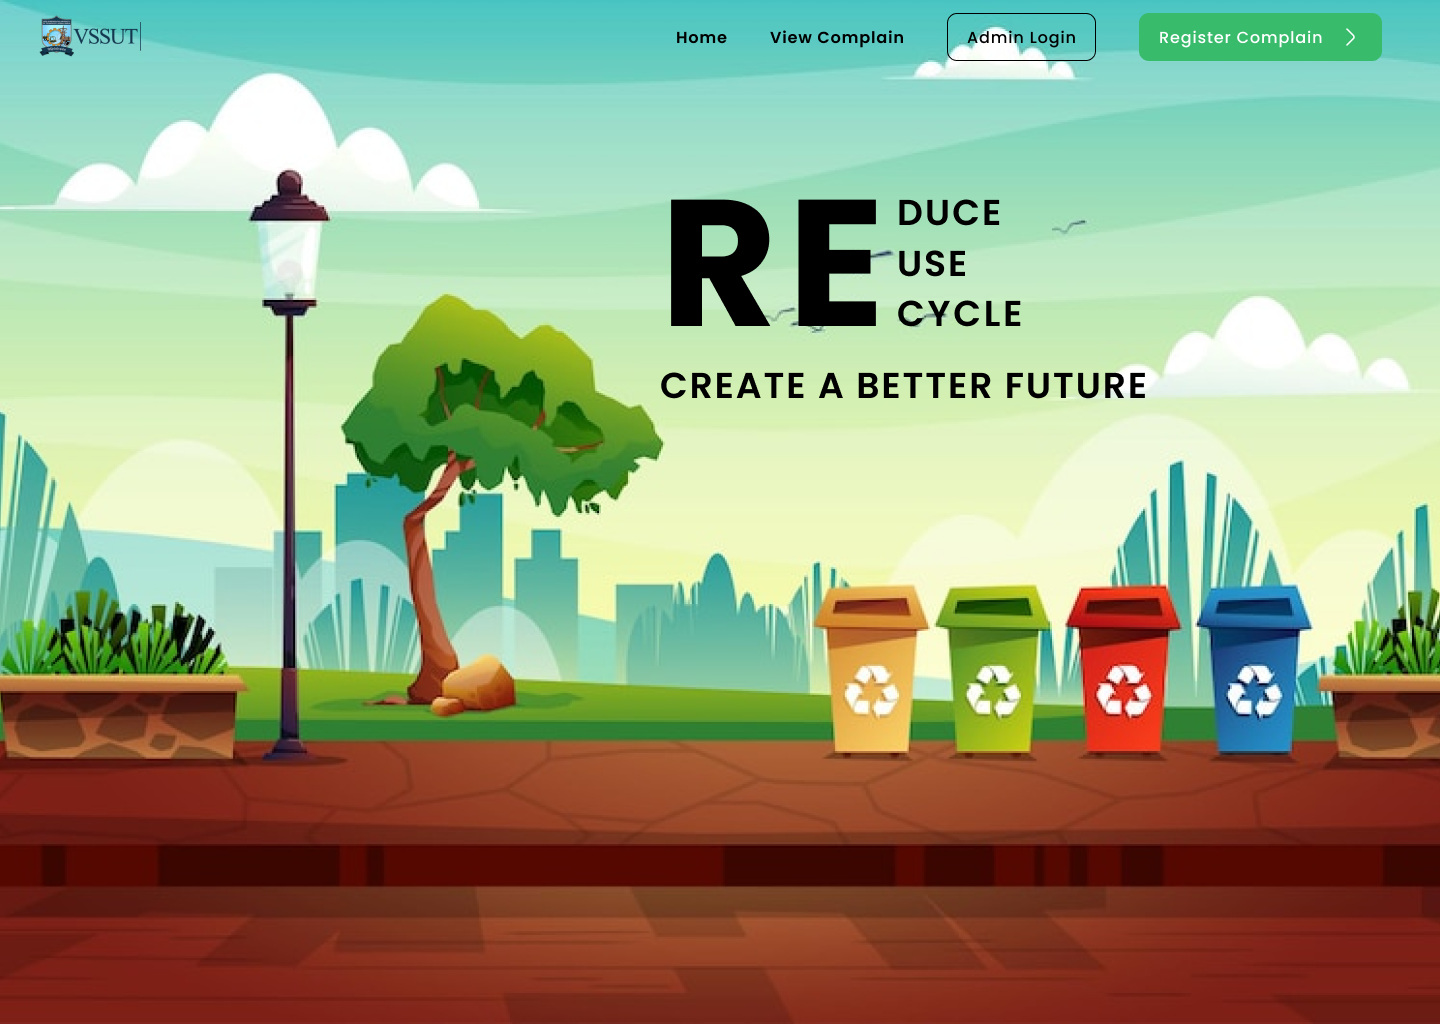 VSSUT
Home
View Complain
Admin Login
Register Complain
RE
DUCE
USE
CYCLE
CREATE A BETTER FUTURE